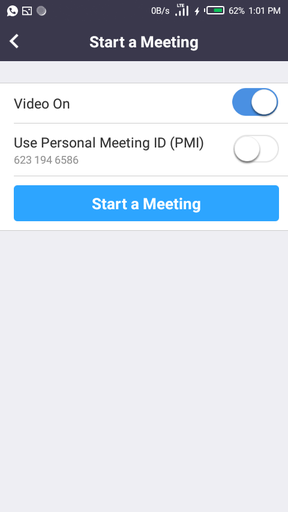 0B/s LTE 62% 1:01 PM
Start a Meeting
Video On
Use Personal Meeting ID (PMI)
623 194 6586
Start a Meeting